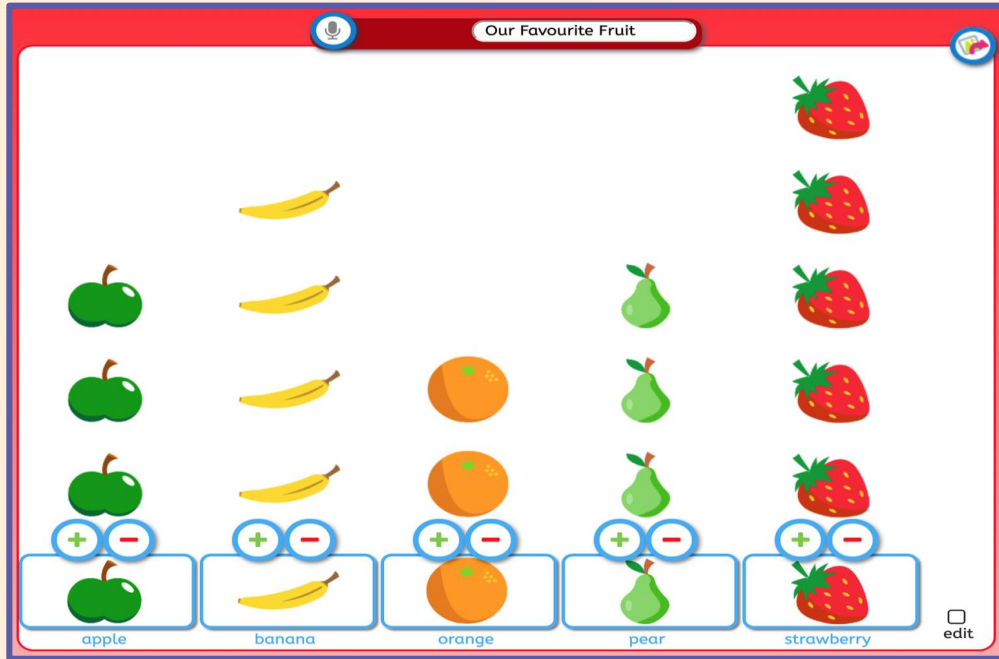 Our Favourite Fruit
+ − + − + − + − + −
apple banana orange pear strawberry
edit